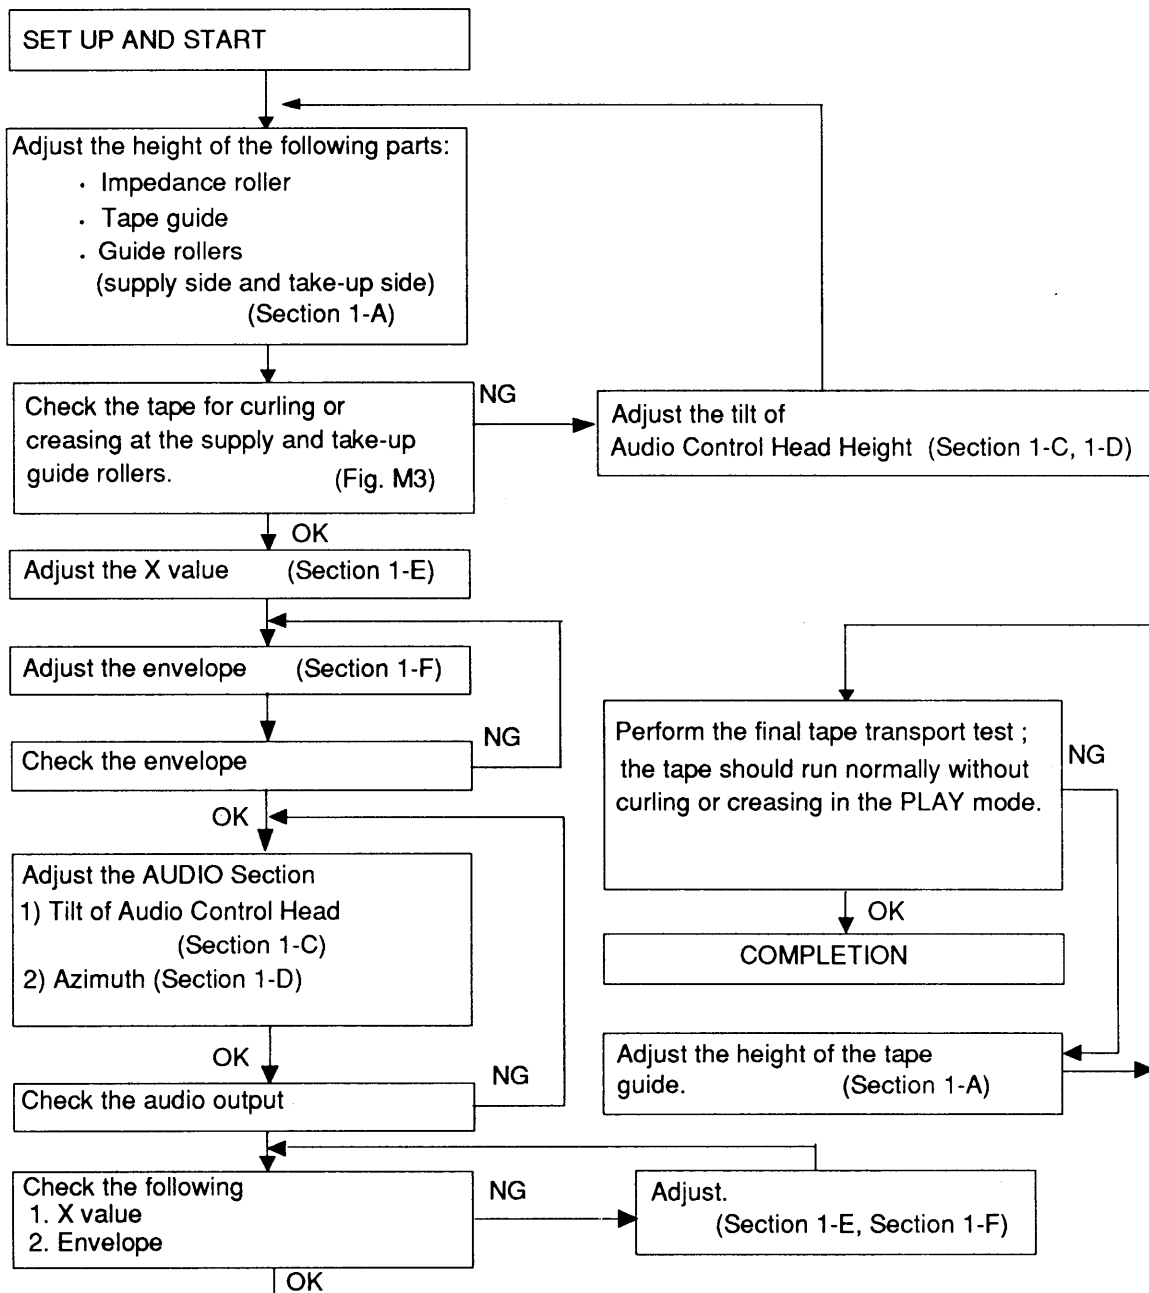 SET UP AND START
Adjust the height of the following parts:
· Impedance roller
· Tape guide
· Guide rollers
(supply side and take-up side)
(Section 1-A)
Check the tape for curling or
creasing at the supply and take-up
guide rollers. (Fig. M3)
NG
Adjust the tilt of
Audio Control Head Height (Section 1-C, 1-D)
OK
Adjust the X value (Section 1-E)
Adjust the envelope (Section 1-F)
Check the envelope
NG
OK
Adjust the AUDIO Section
1) Tilt of Audio Control Head
(Section 1-C)
2) Azimuth (Section 1-D)
OK
Check the audio output
NG
Check the following
1. X value
2. Envelope
NG
Adjust.
(Section 1-E, Section 1-F)
OK
Perform the final tape transport test ;
the tape should run normally without
curling or creasing in the PLAY mode.
NG
OK
COMPLETION
Adjust the height of the tape
guide. (Section 1-A)